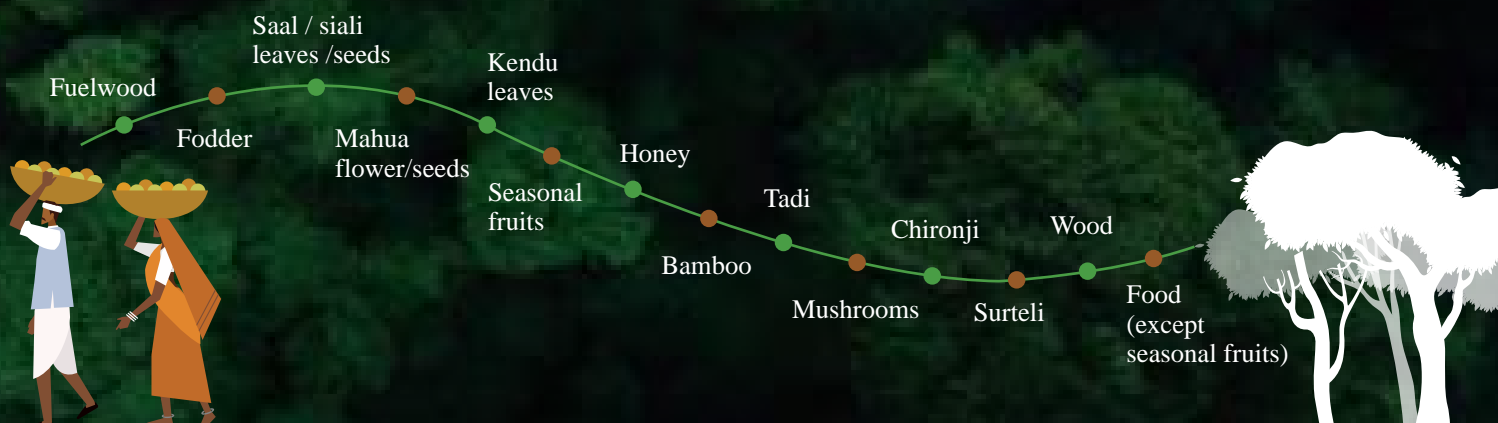 Fuelwood
Fodder
Saal / siali
leaves /seeds
Mahua
flower/seeds
Kendu
leaves
Seasonal
fruits
Honey
Bamboo
Tadi
Mushrooms
Chironji
Surteli
Wood
Food
(except
seasonal fruits)